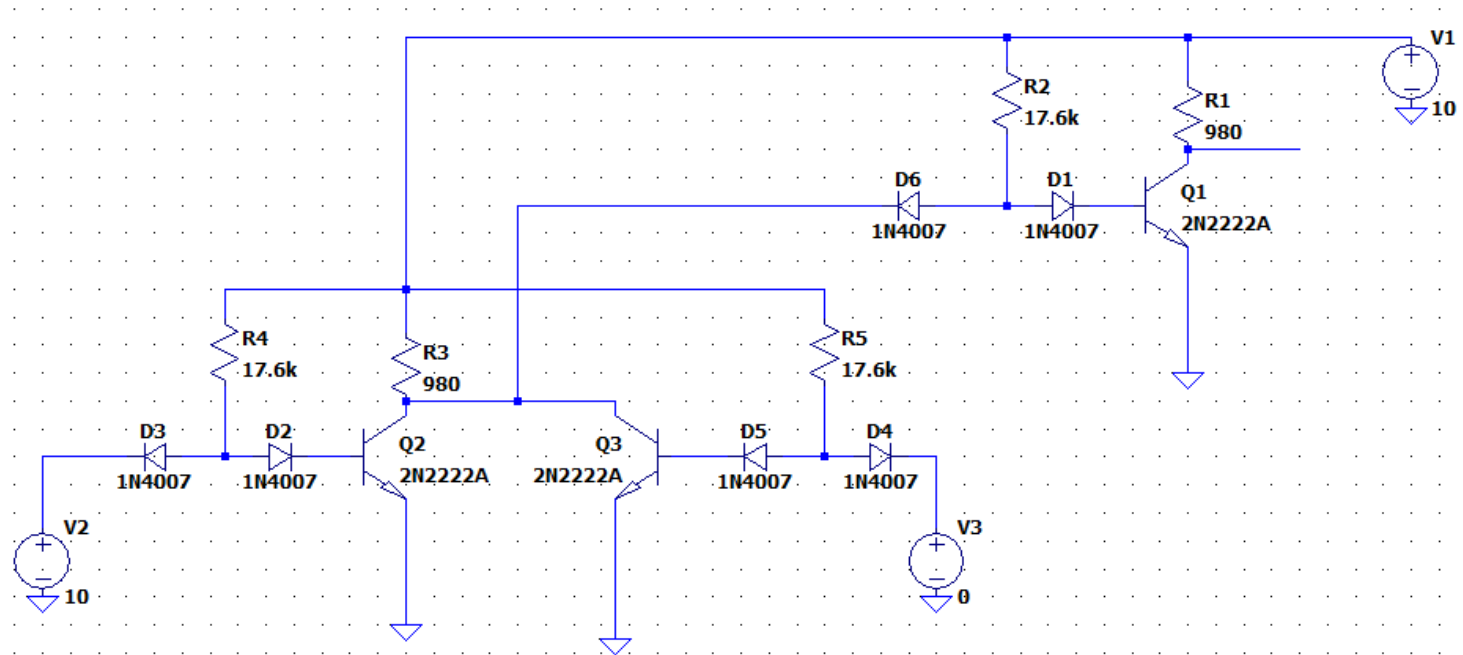 V1
10
R2
17.6k
R1
980
D6
1N4007
D1
1N4007
Q1
2N2222A
R4
17.6k
R3
980
R5
17.6k
D3
1N4007
D2
1N4007
Q2
2N2222A
Q3
2N2222A
D5
1N4007
D4
1N4007
V2
10
V3
0